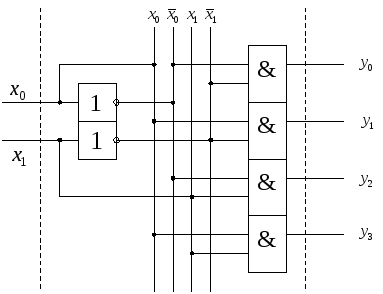 x₀ x̄₀ x₁ x̄₁
& y₀
x₀ 1
& y₁
x₁ 1
& y₂
& y₃